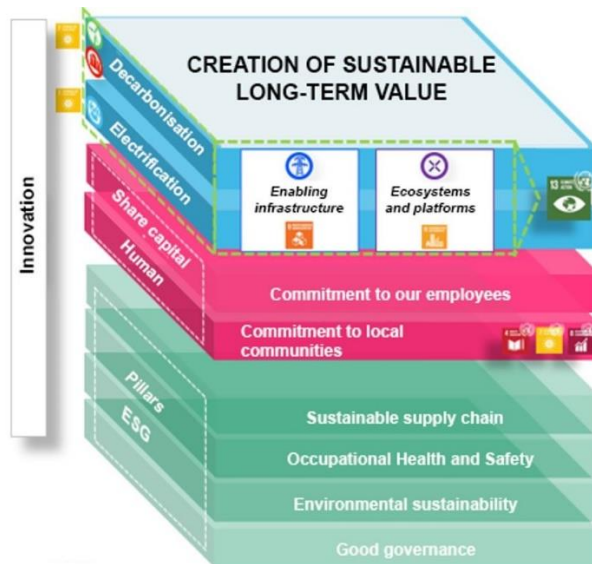 CREATION OF SUSTAINABLE
LONG-TERM VALUE
Innovation
Decarbonisation
Electrification
Enabling
infrastructure
Ecosystems
and platforms
13
Share capital
Human
Commitment to our employees
Commitment to local
communities
Pillars
ESG
Sustainable supply chain
Occupational Health and Safety
Environmental sustainability
Good governance